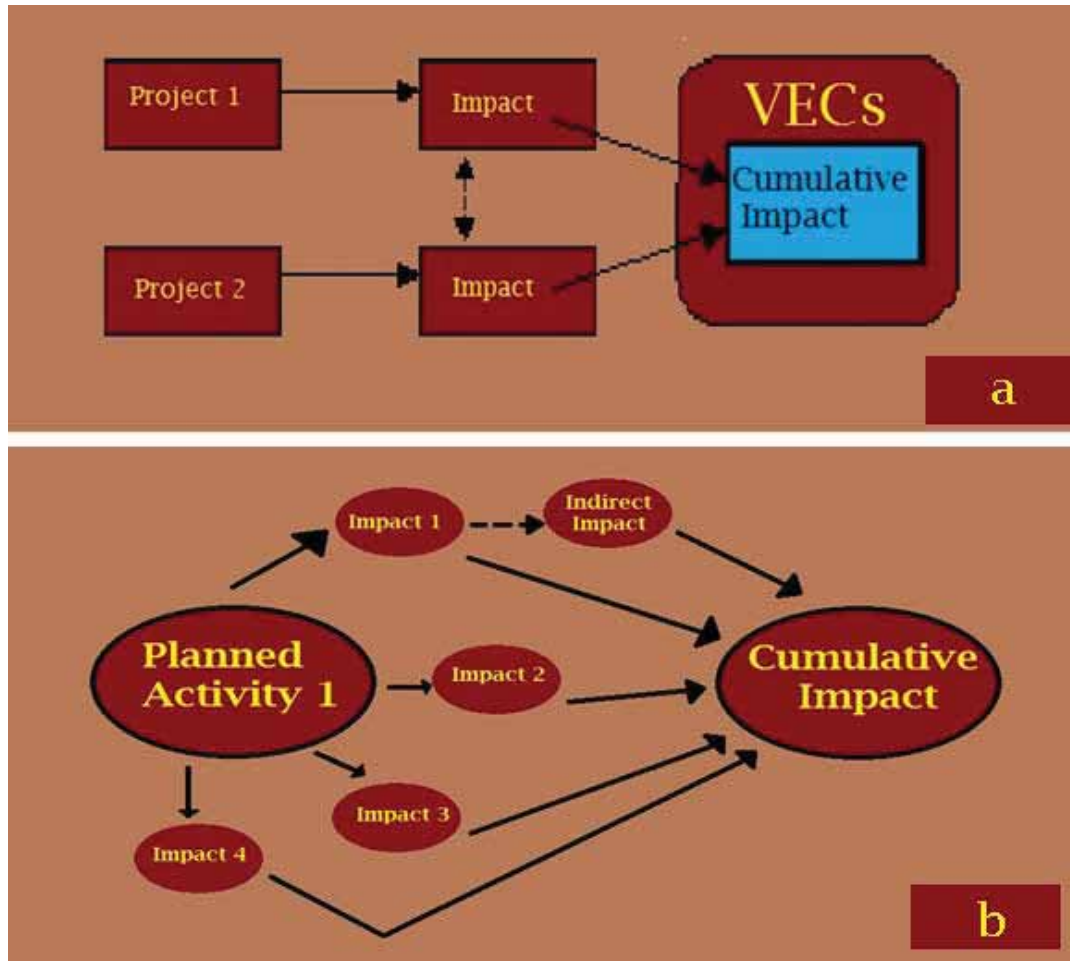 Project 1
Impact
VECs
Cumulative
Impact
Project 2
Impact
a
Impact 1
Indirect
Impact
Planned
Activity 1
Impact 2
Cumulative
Impact
Impact 3
Impact 4
b